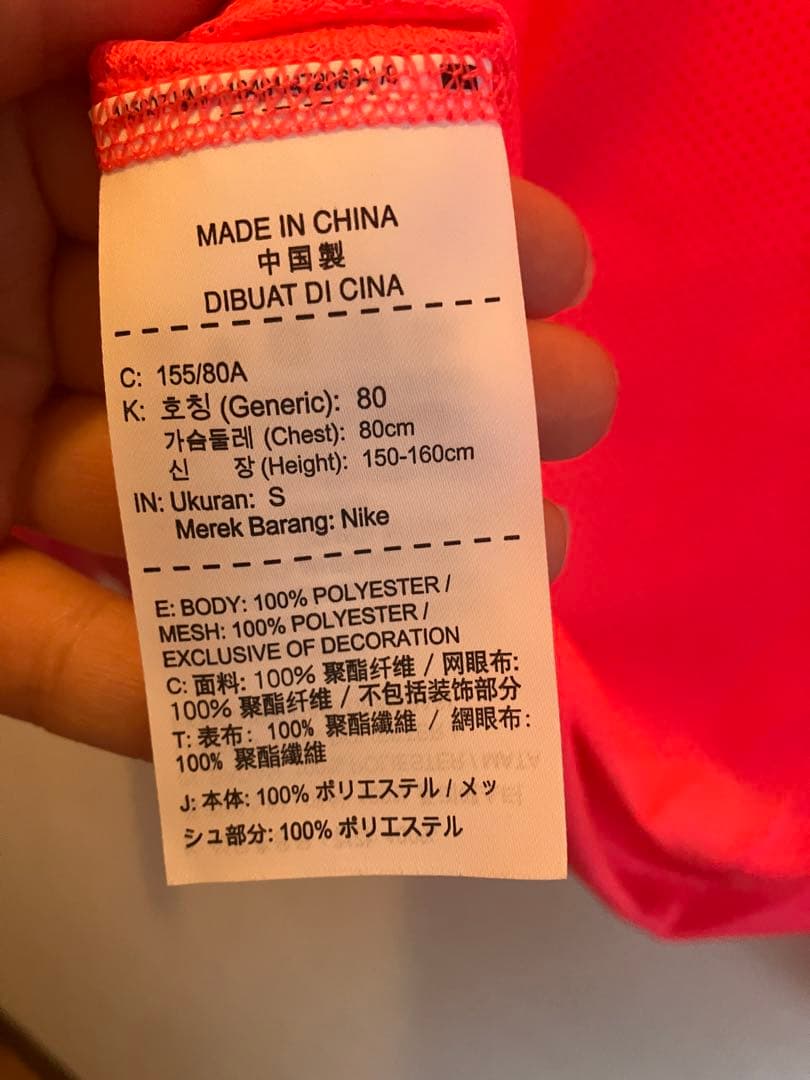 MADE IN CHINA
中国製
DIBUAT DI CINA
C: 155/80A
K: 호칭 (Generic): 80
가슴둘레 (Chest): 80cm
신 장 (Height): 150-160cm
IN: Ukuran: S
Merek Barang: Nike
E: BODY: 100% POLYESTER /
MESH: 100% POLYESTER /
EXCLUSIVE OF DECORATION
C: 面料: 100% 聚酯纤维 / 网眼布:
100% 聚酯纤维 / 不包括装饰部分
T: 表布: 100% 聚酯纖維 / 網眼布:
100% 聚酯纖維
J: 本体: 100% ポリエステル / メッ
シュ部分: 100% ポリエステル